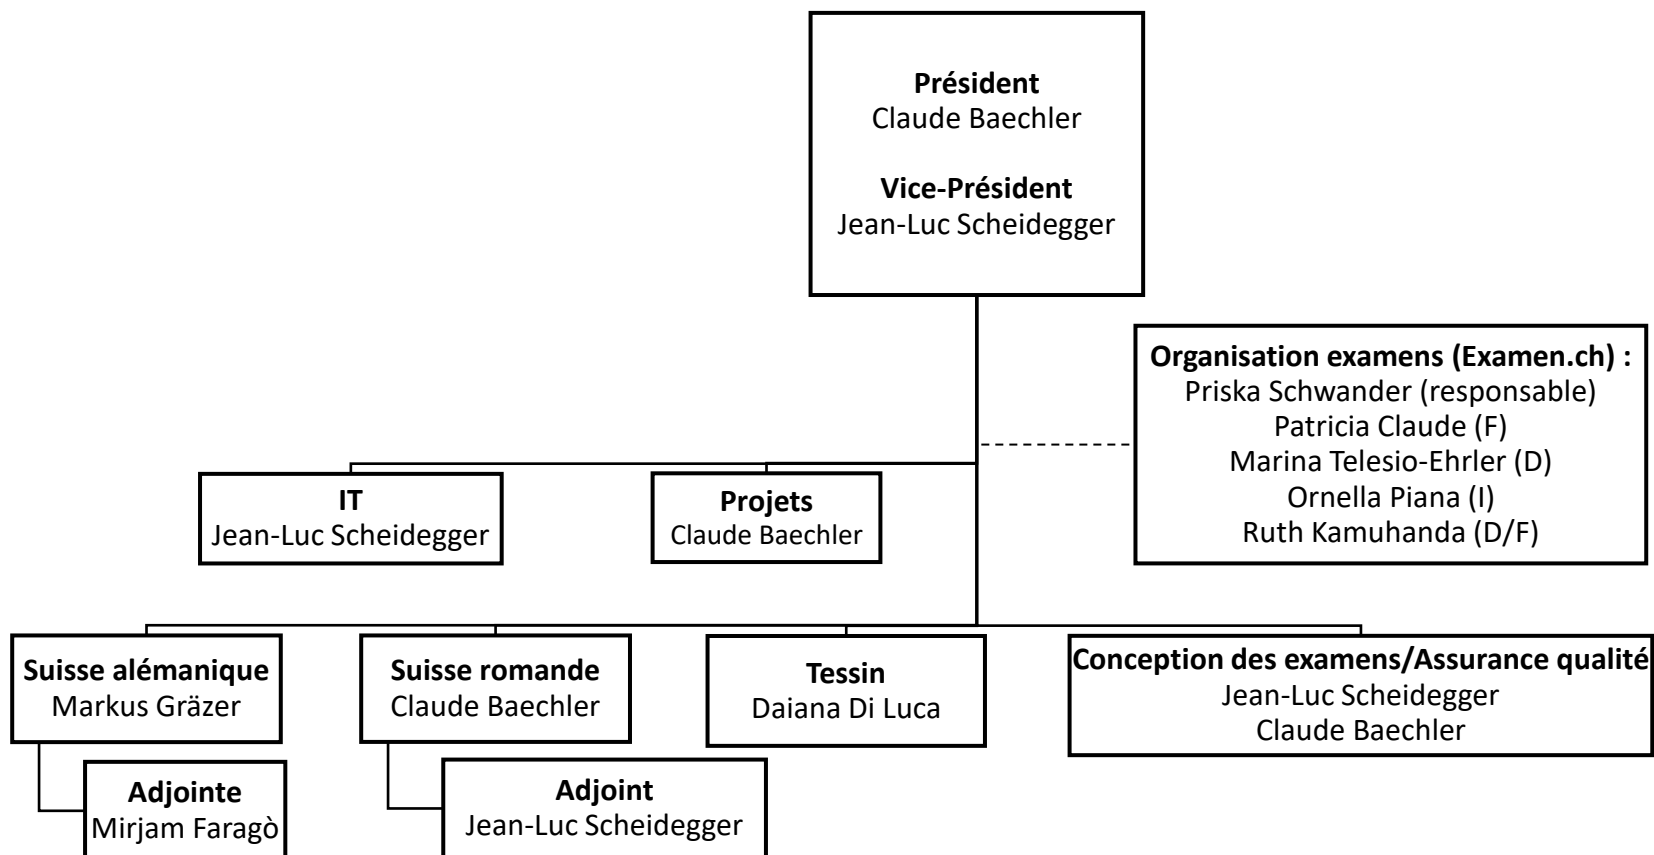 Président
Claude Baechler
Vice-Président
Jean-Luc Scheidegger
Organisation examens (Examen.ch) :
Priska Schwander (responsable)
Patricia Claude (F)
Marina Telesio-Ehrler (D)
Ornella Piana (I)
Ruth Kamuhanda (D/F)
IT
Jean-Luc Scheidegger
Projets
Claude Baechler
Suisse alémanique
Markus Gräzer
Suisse romande
Claude Baechler
Tessin
Daiana Di Luca
Conception des examens/Assurance qualité
Jean-Luc Scheidegger
Claude Baechler
Adjointe
Mirjam Faragò
Adjoint
Jean-Luc Scheidegger